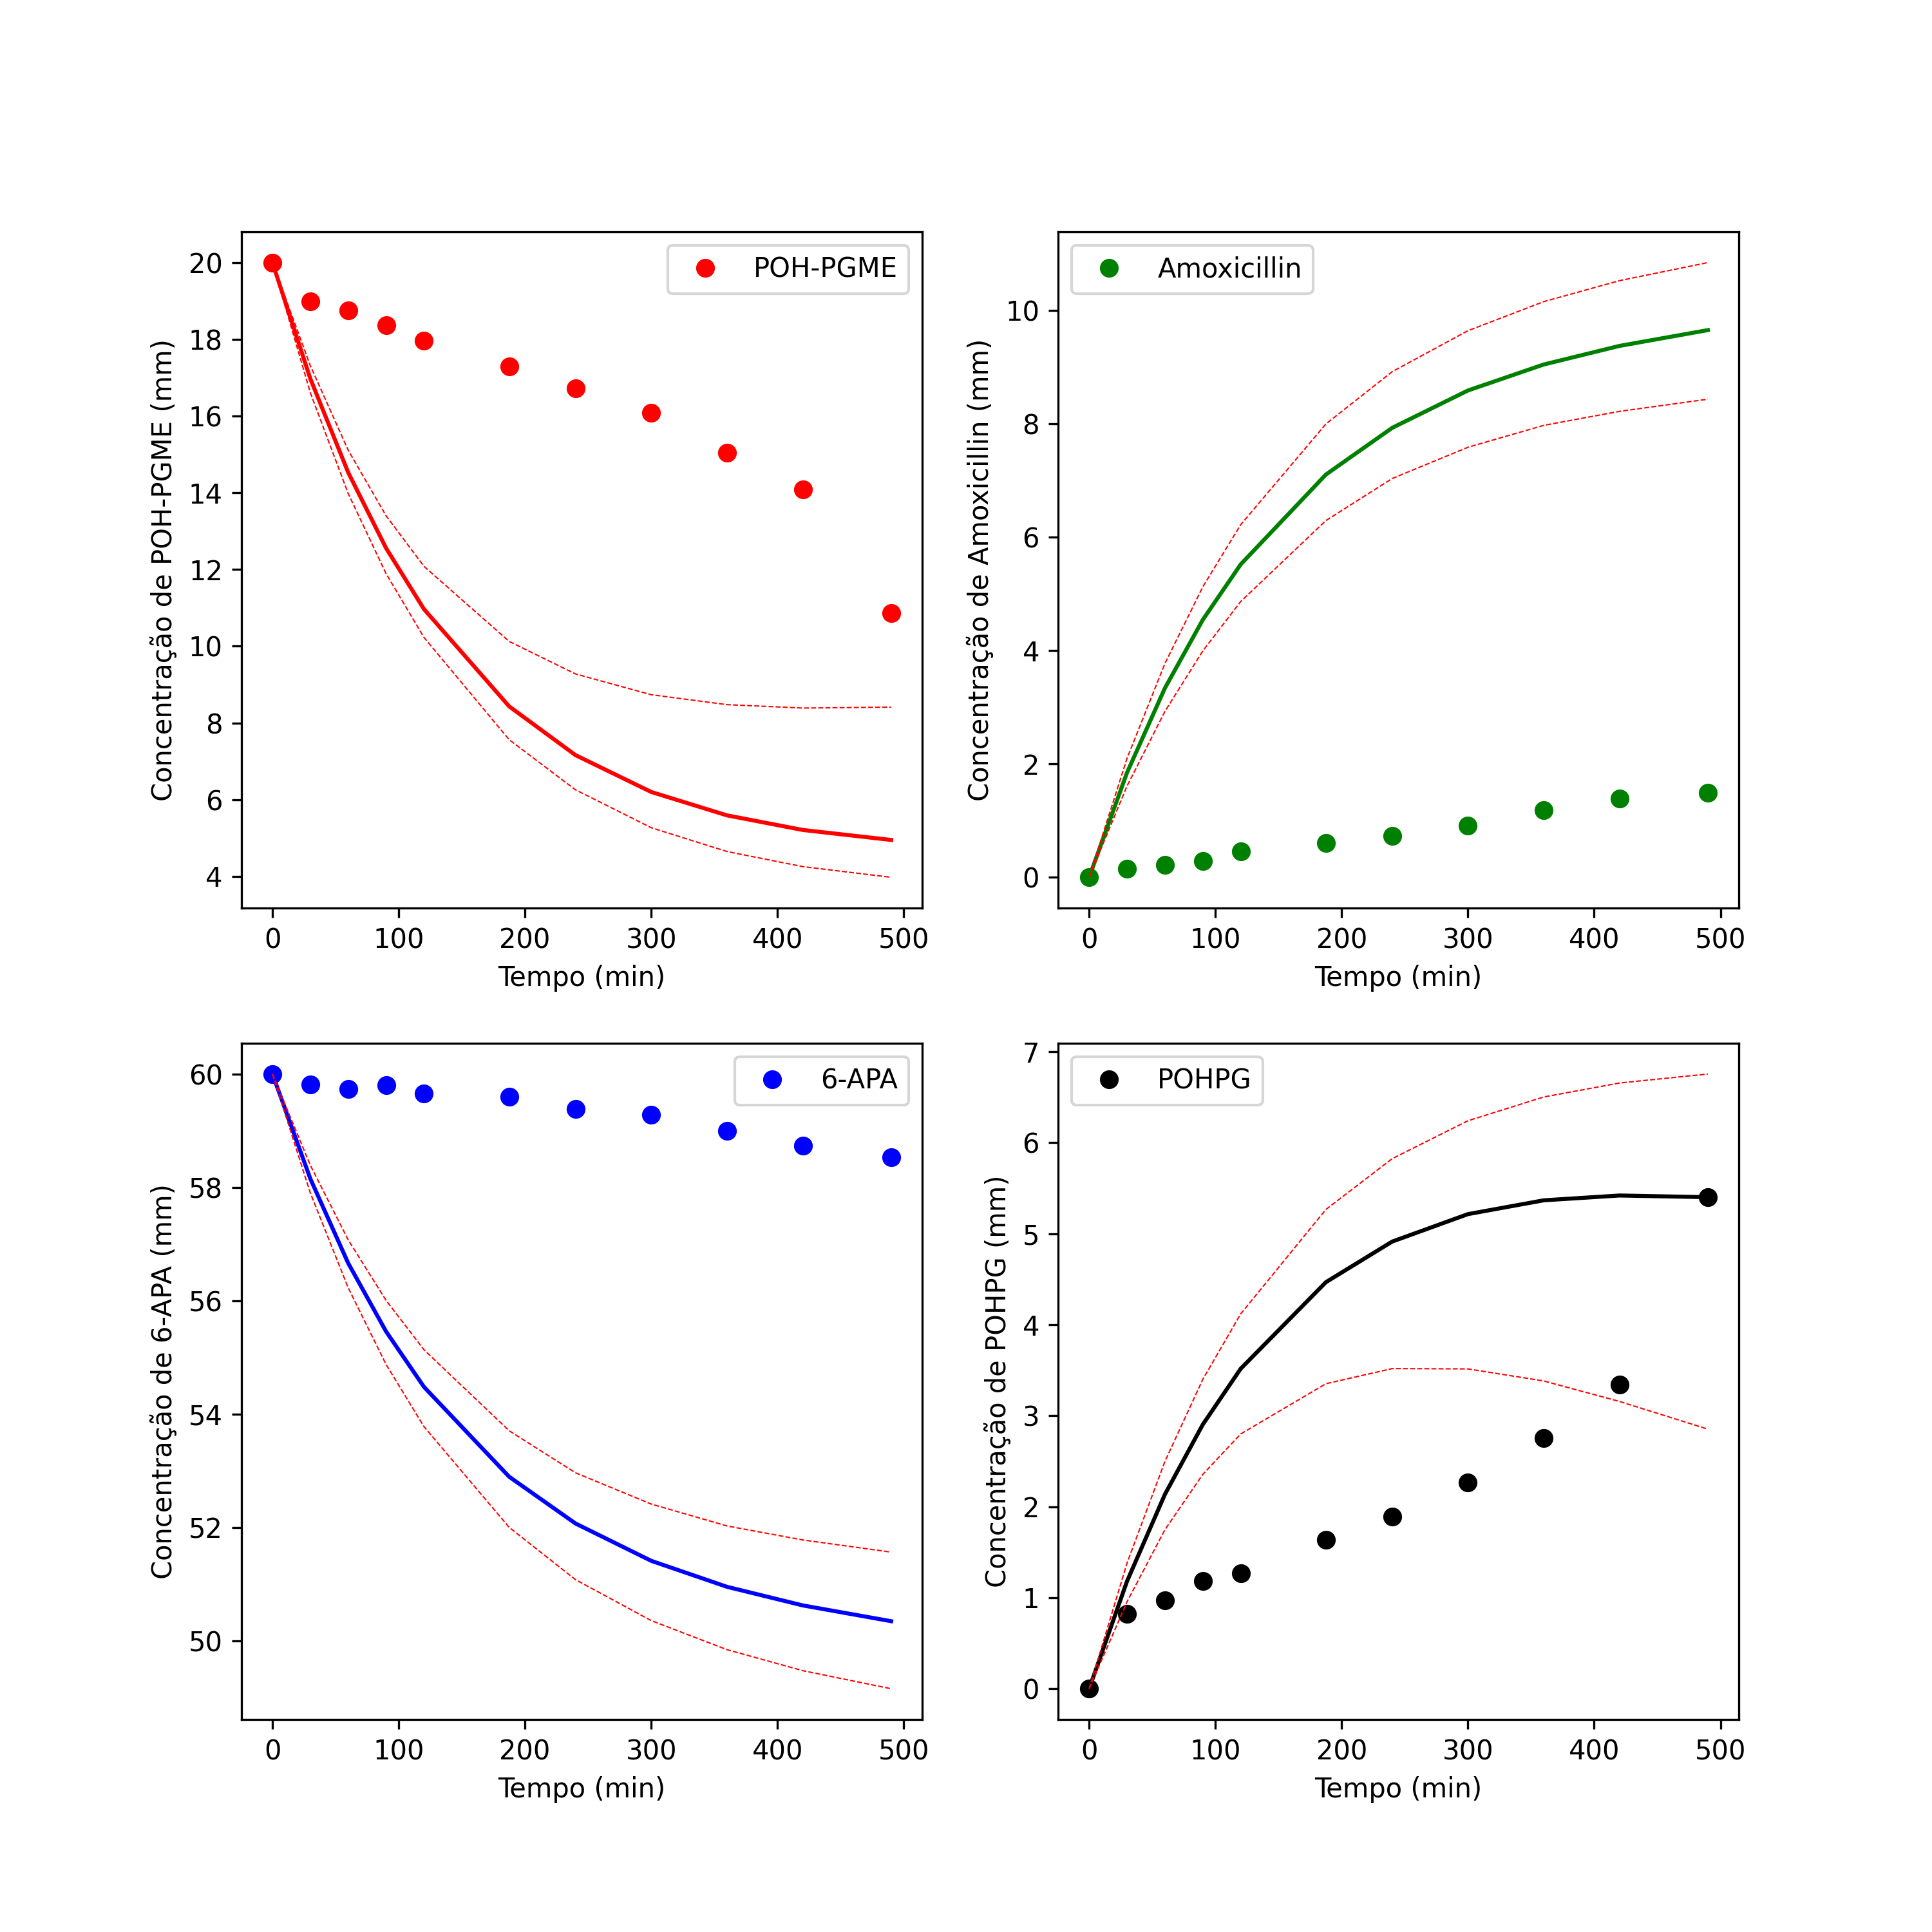 POH-PGME
Concentração de POH-PGME (mm)
20
18
16
14
12
10
8
6
4
0 100 200 300 400 500
Tempo (min)
Amoxicillin
Concentração de Amoxicillin (mm)
10
8
6
4
2
0
0 100 200 300 400 500
Tempo (min)
6-APA
Concentração de 6-APA (mm)
60
58
56
54
52
50
0 100 200 300 400 500
Tempo (min)
POHPG
Concentração de POHPG (mm)
7
6
5
4
3
2
1
0
0 100 200 300 400 500
Tempo (min)